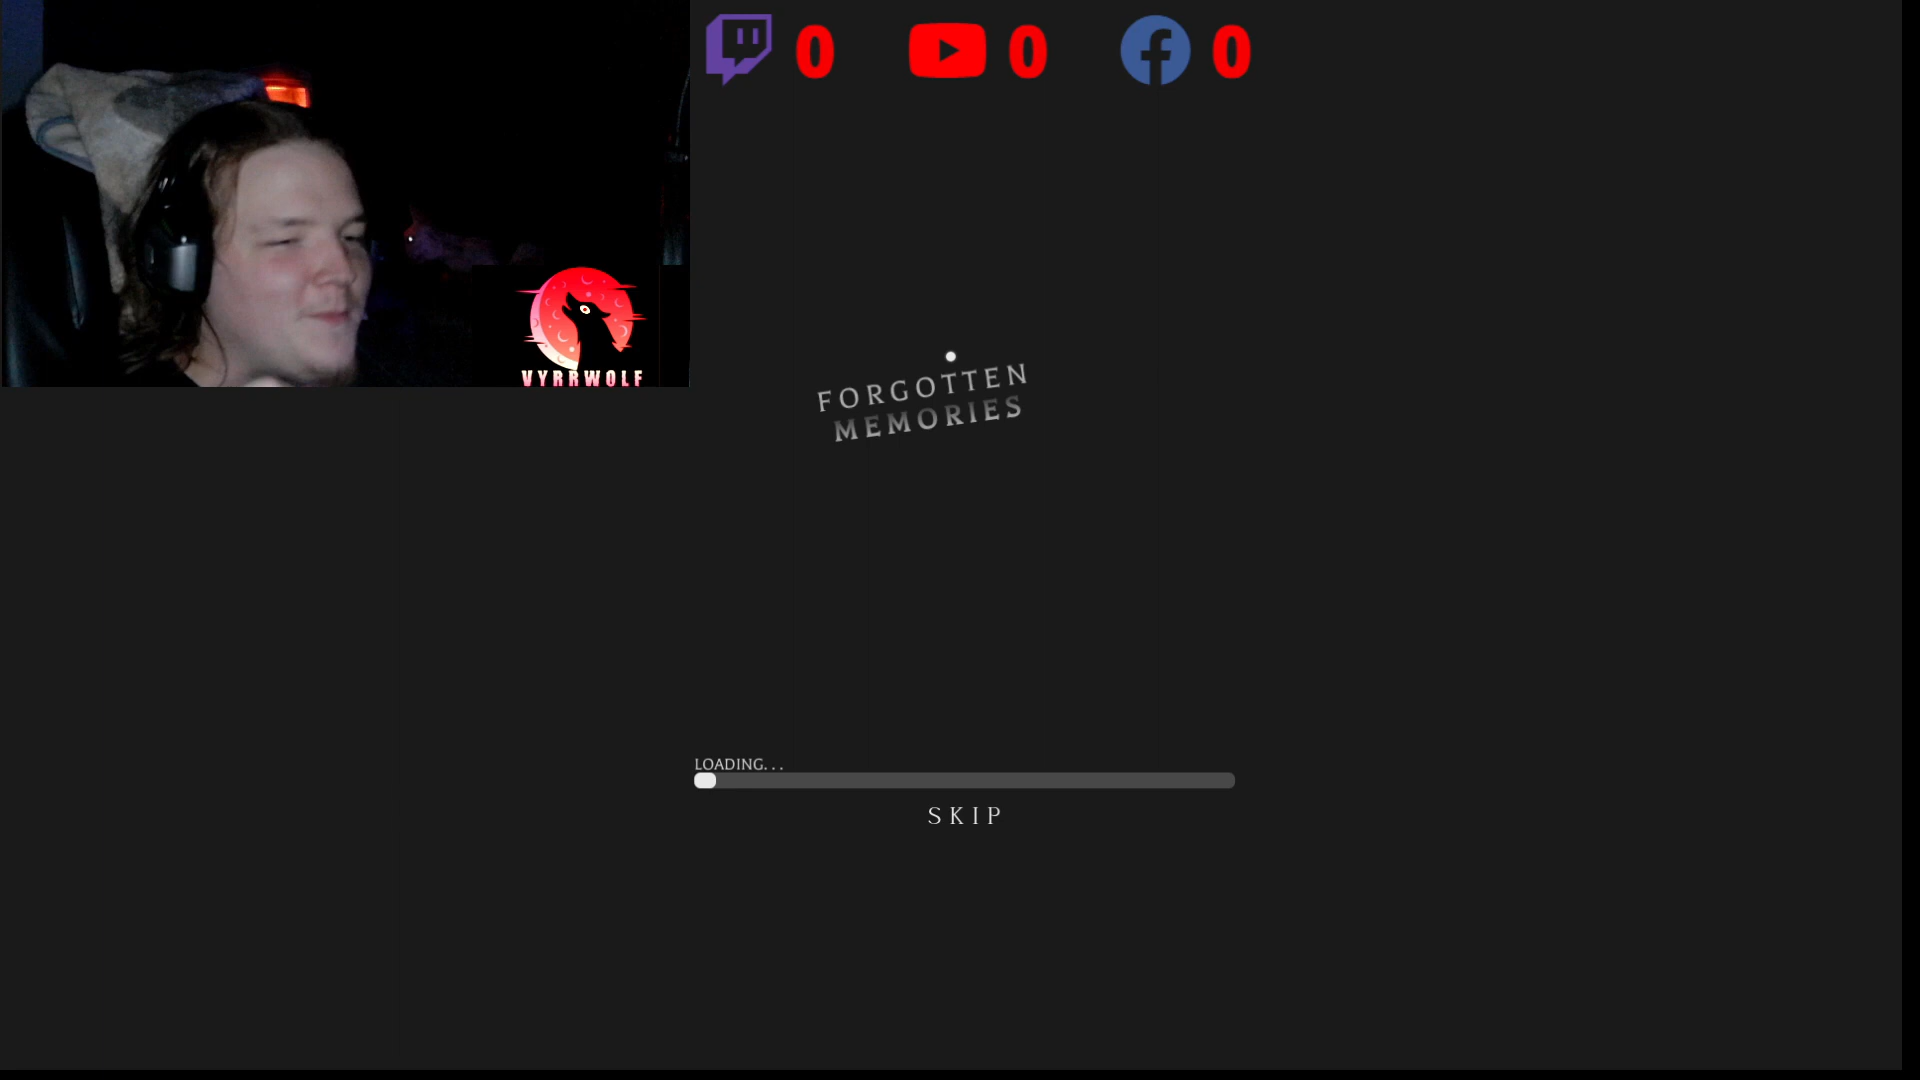 0 0 0
VYRRWOLF
FORGOTTEN
MEMORIES
LOADING...
SKIP